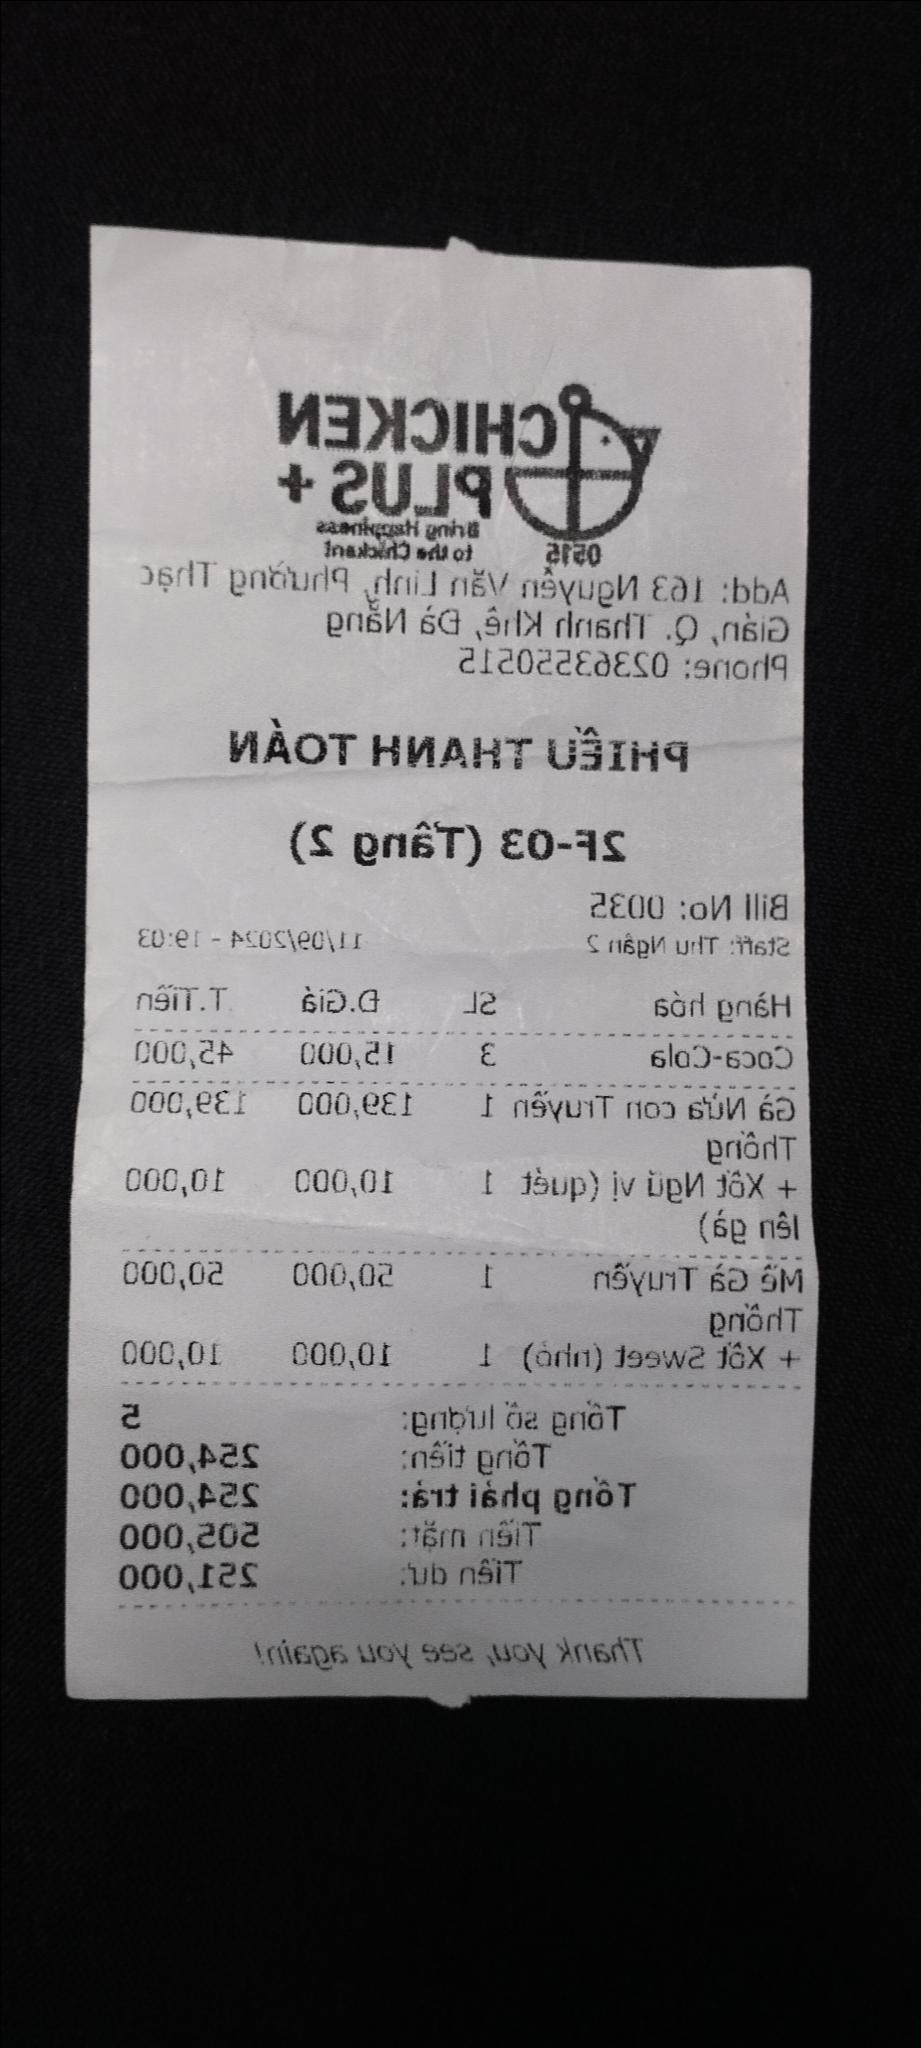 CHICKEN
PLUS+
Bring Happiness
to the Chickent
0515
Add: 163 Nguyễn Văn Linh, Phường Thạc
Gián, Q. Thanh Khê, Đà Nẵng
Phone: 02363550515
PHIẾU THANH TOÁN
2F-03 (Tầng 2)
Bill No: 0035
Staff: Thu Ngân 2 11/09/2024 - 19:03
Hàng hóa SL Đ.Giá T.Tiền
Coca-Cola 3 15,000 45,000
Gà Nửa con Truyền 1 139,000 139,000
Thống
+ Xốt Ngũ vị (quét 1 10,000 10,000
lên gà)
Mề Gà Truyền 1 50,000 50,000
Thống
+ Xốt Sweet (nhỏ) 1 10,000 10,000
Tổng số lượng: 5
Tổng tiền: 254,000
Tổng phải trả: 254,000
Tiền mặt: 505,000
Tiền dư: 251,000
Thank you, see you again!